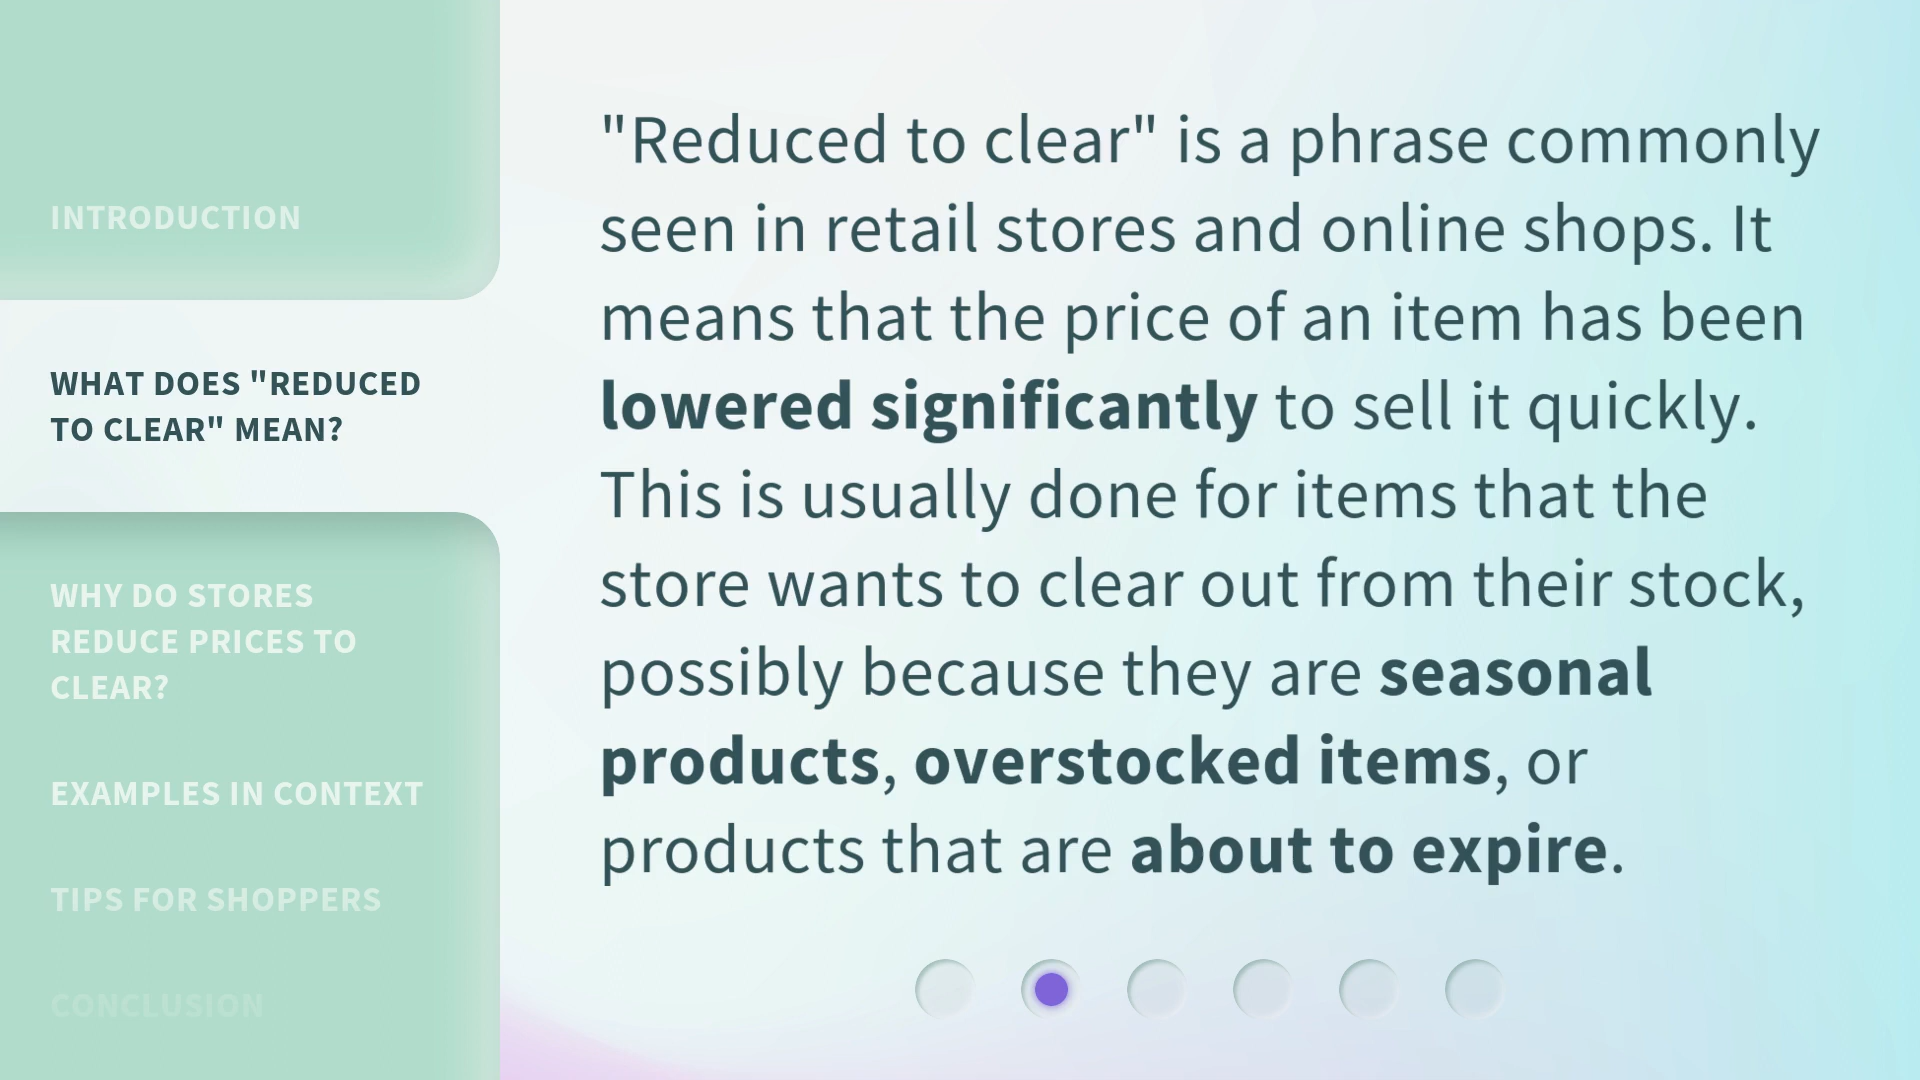 INTRODUCTION
WHAT DOES "REDUCED
TO CLEAR" MEAN?
WHY DO STORES
REDUCE PRICES TO
CLEAR?
EXAMPLES IN CONTEXT
TIPS FOR SHOPPERS
CONCLUSION
"Reduced to clear" is a phrase commonly
seen in retail stores and online shops. It
means that the price of an item has been
lowered significantly to sell it quickly.
This is usually done for items that the
store wants to clear out from their stock,
possibly because they are seasonal
products, overstocked items, or
products that are about to expire.